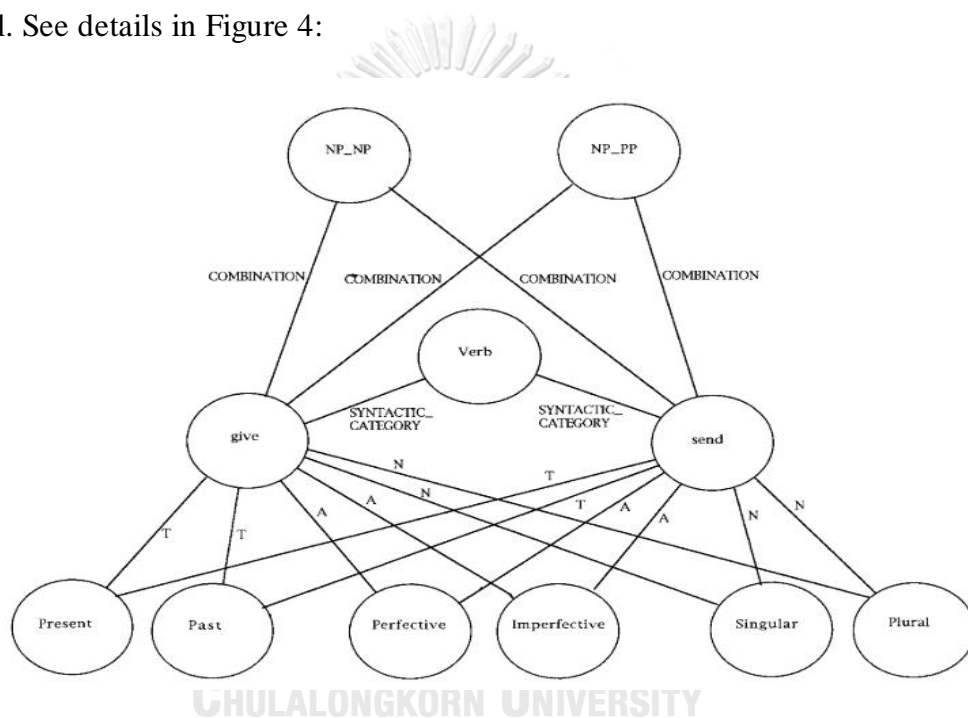 l. See details in Figure 4:
NP_NP
NP_PP
COMBINATION
COMBINATION
COMBINATION
COMBINATION
Verb
SYNTACTIC_
CATEGORY
SYNTACTIC_
CATEGORY
give
send
N
T
N
A
T
A
N
N
T
T
A
A
Present
Past
Perfective
Imperfective
Singular
Plural
CHULALONGKORN UNIVERSITY